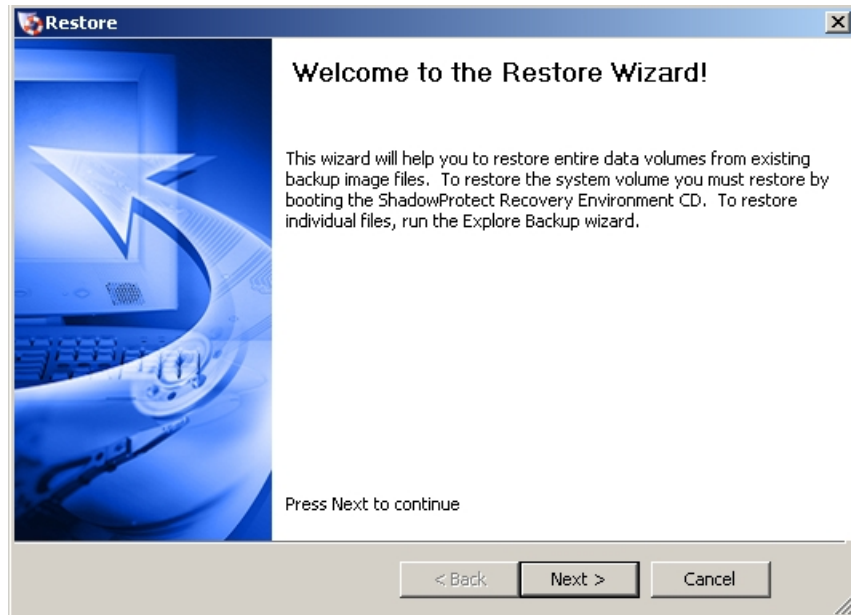 Restore
Welcome to the Restore Wizard!
This wizard will help you to restore entire data volumes from existing
backup image files.  To restore the system volume you must restore by
booting the ShadowProtect Recovery Environment CD.  To restore
individual files, run the Explore Backup wizard.
Press Next to continue
< Back
Next >
Cancel